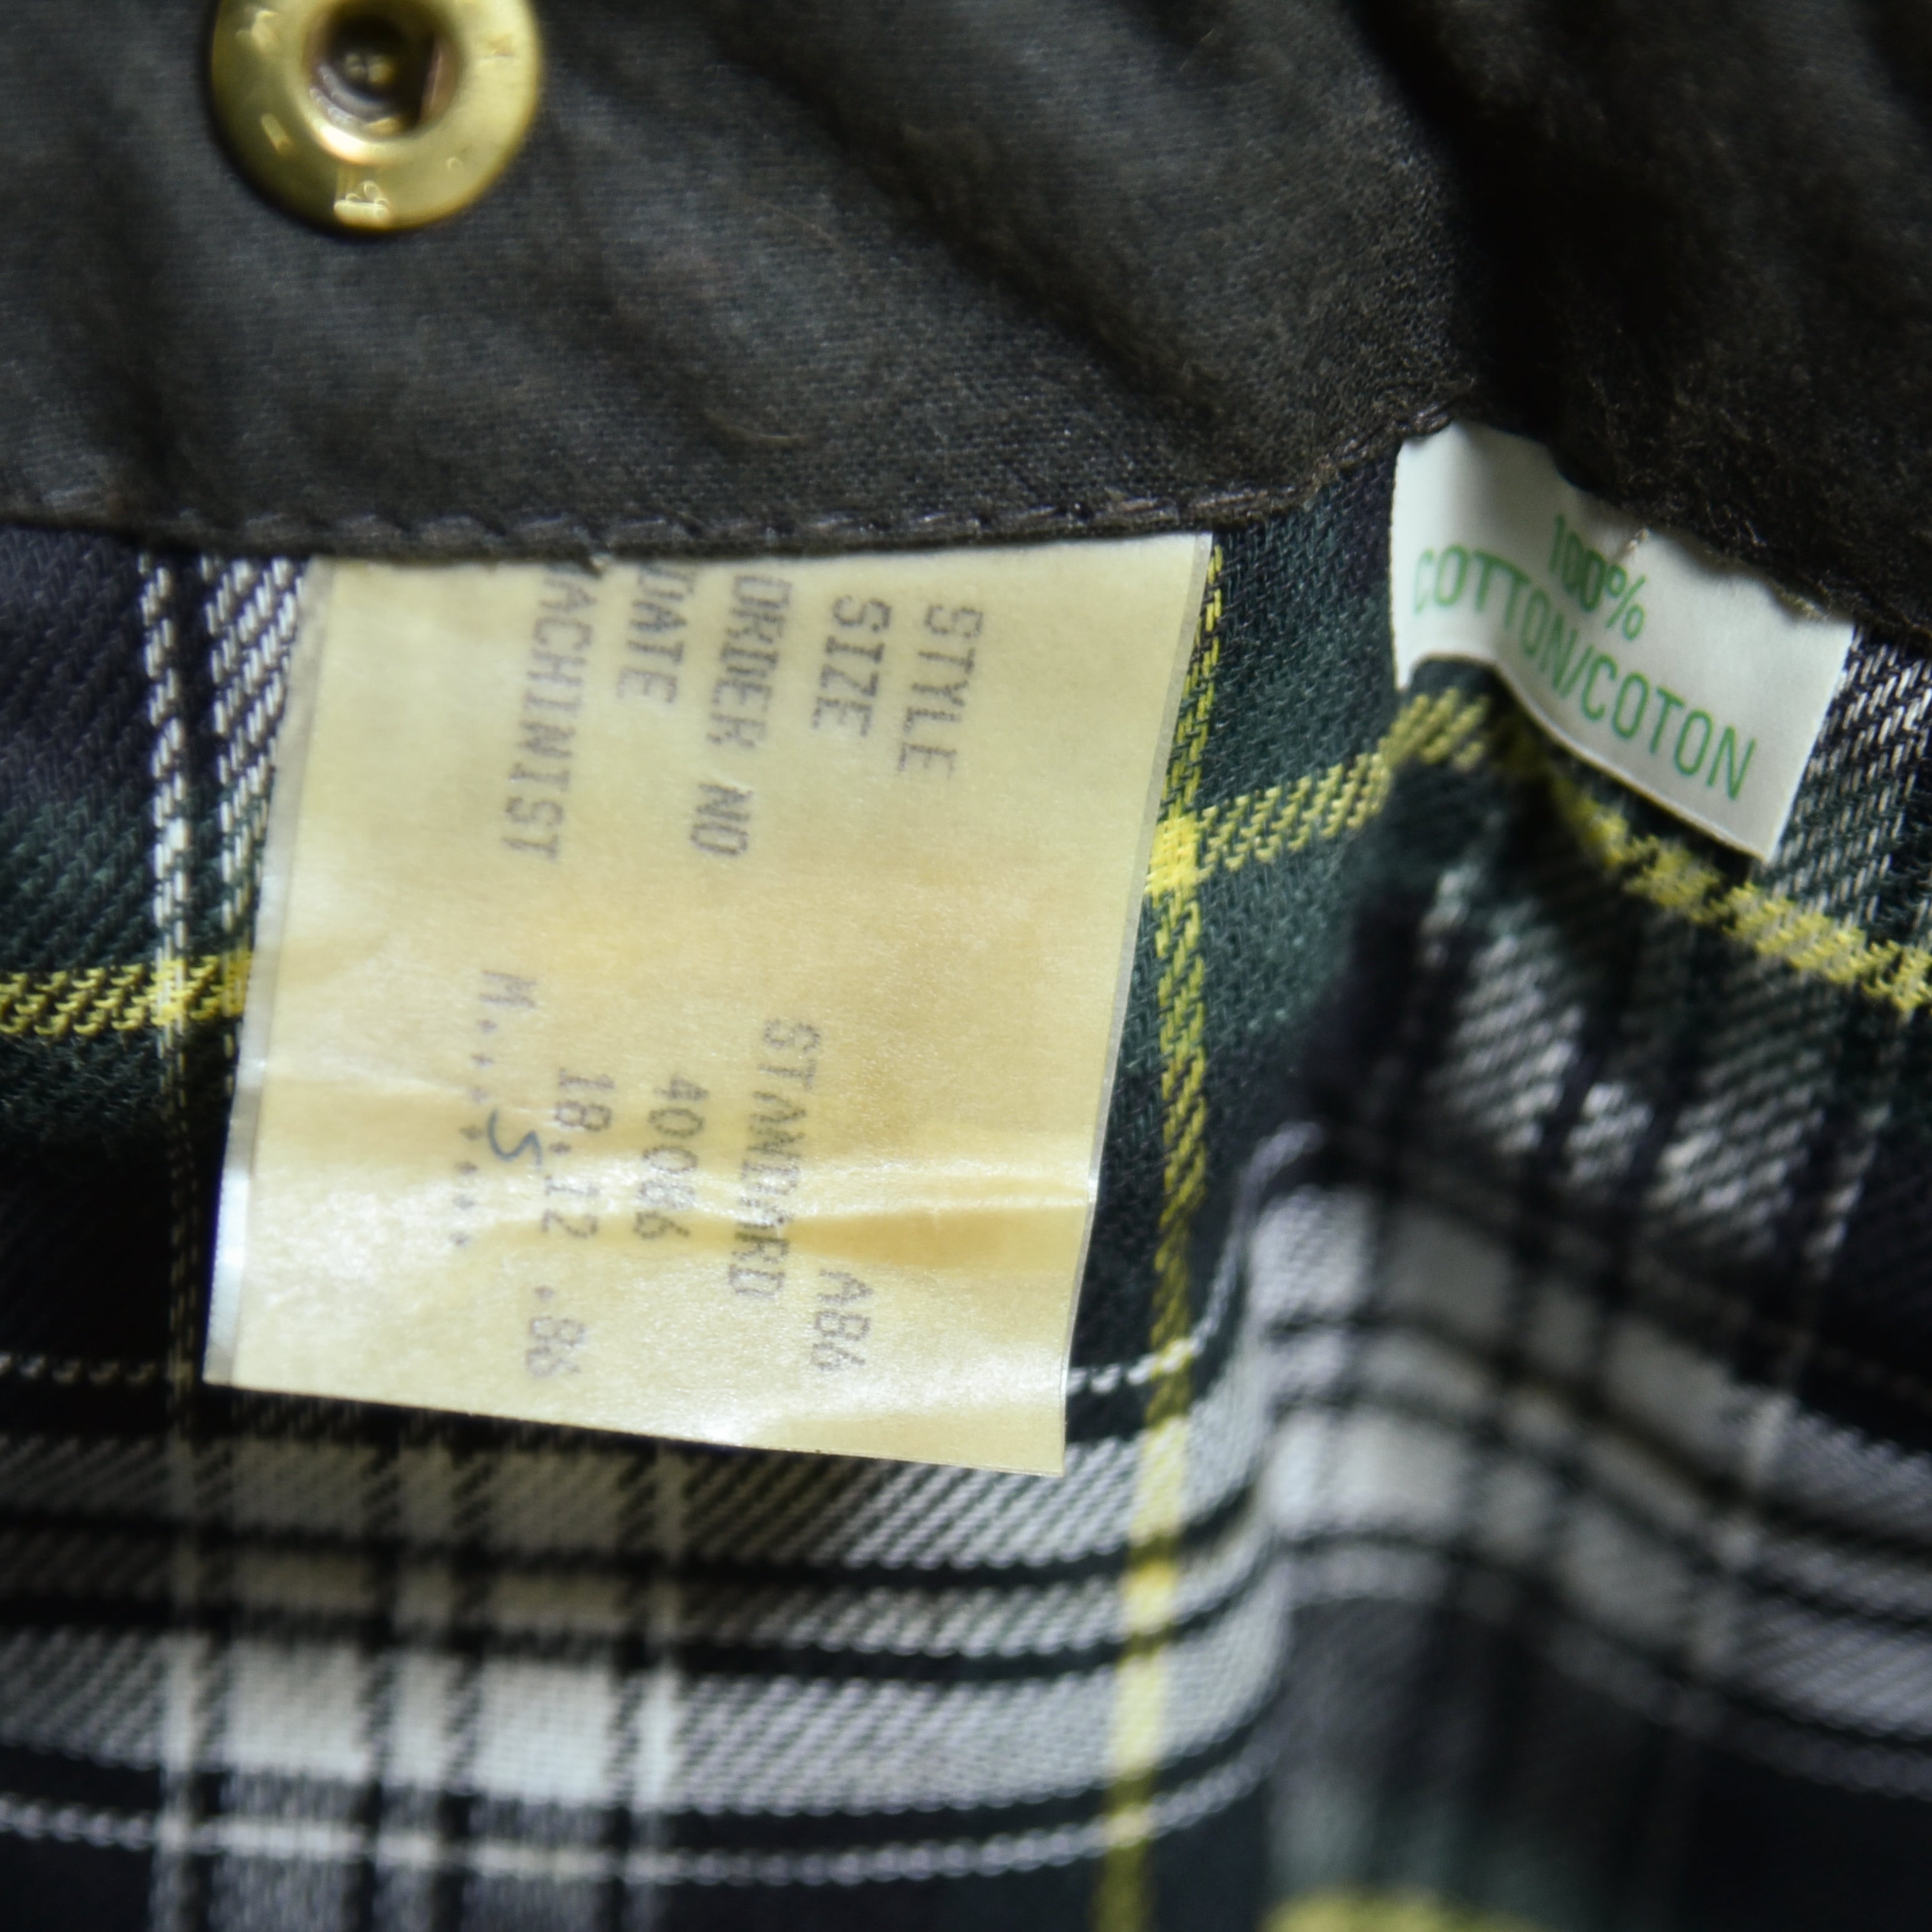 STYLE A86
SIZE STANDARD
ORDER NO 40086
DATE 18.12 .86
MACHINIST M.......... 5
100%
COTTON/COTON